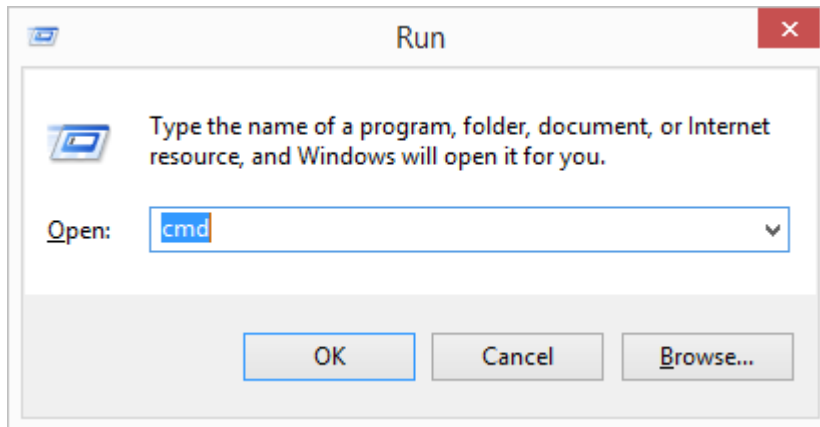 Run
Type the name of a program, folder, document, or Internet
resource, and Windows will open it for you.
Open: cmd
OK Cancel Browse...